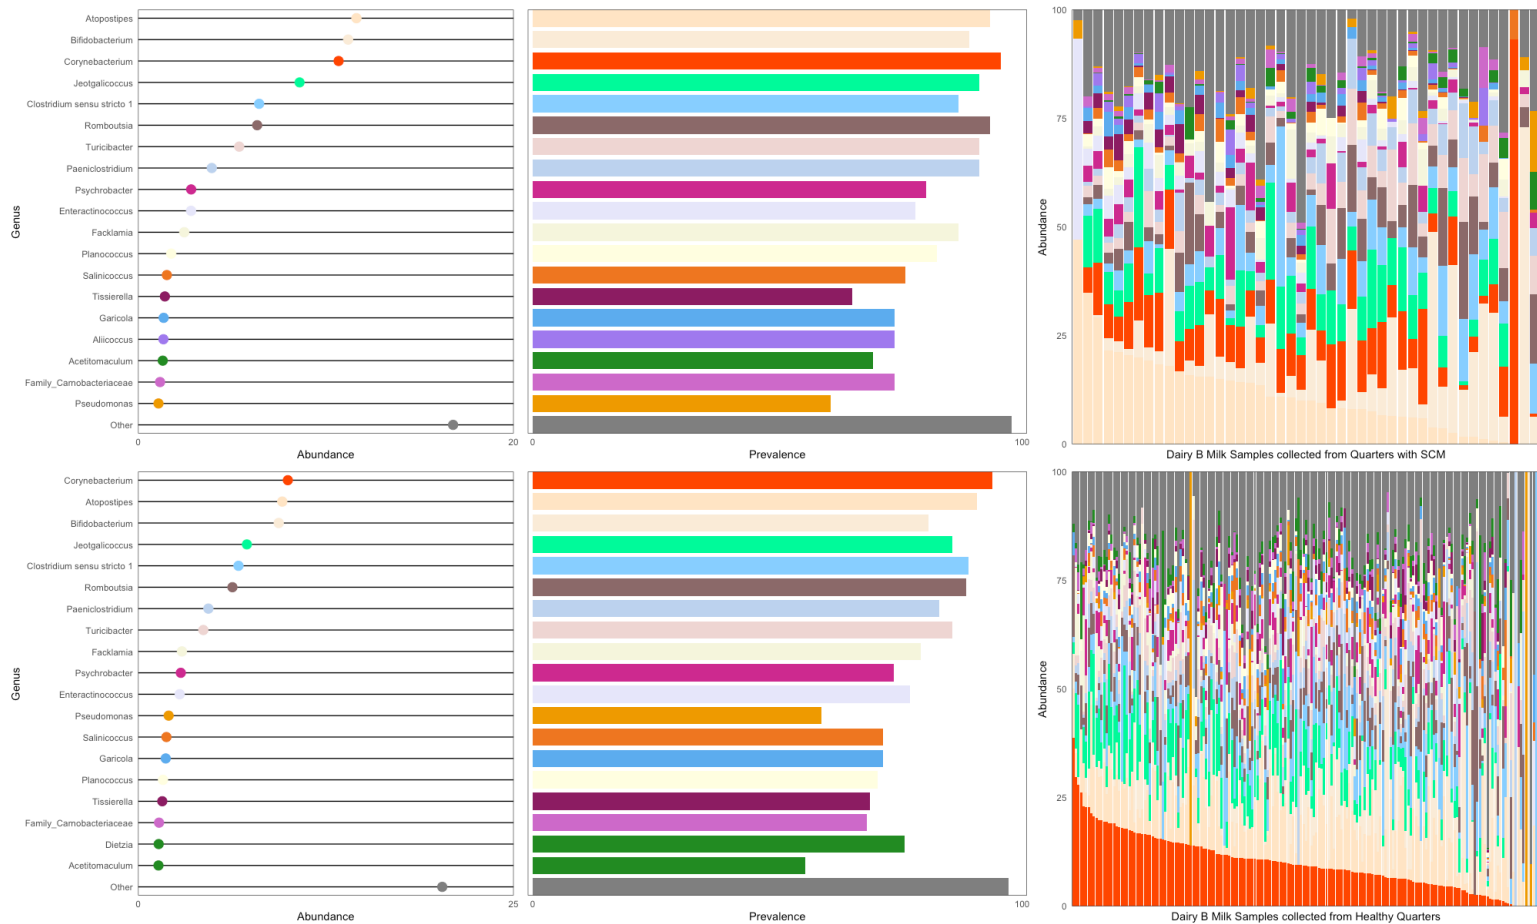 Genus
Atopostipes
Bifidobacterium
Corynebacterium
Jeotgalicoccus
Clostridium sensu stricto 1
Romboutsia
Turicibacter
Paeniclostridium
Psychrobacter
Enteractinococcus
Facklamia
Planococcus
Salinicoccus
Tissierella
Garicola
Aliicoccus
Acetitomaculum
Family_Carnobacteriaceae
Pseudomonas
Other
0 20
Abundance
0 100
Prevalence
Abundance
100
75
50
25
0
Dairy B Milk Samples collected from Quarters with SCM
Genus
Corynebacterium
Atopostipes
Bifidobacterium
Jeotgalicoccus
Clostridium sensu stricto 1
Romboutsia
Paeniclostridium
Turicibacter
Facklamia
Psychrobacter
Enteractinococcus
Pseudomonas
Salinicoccus
Garicola
Planococcus
Tissierella
Family_Carnobacteriaceae
Dietzia
Acetitomaculum
Other
0 25
Abundance
0 100
Prevalence
Abundance
100
75
50
25
0
Dairy B Milk Samples collected from Healthy Quarters